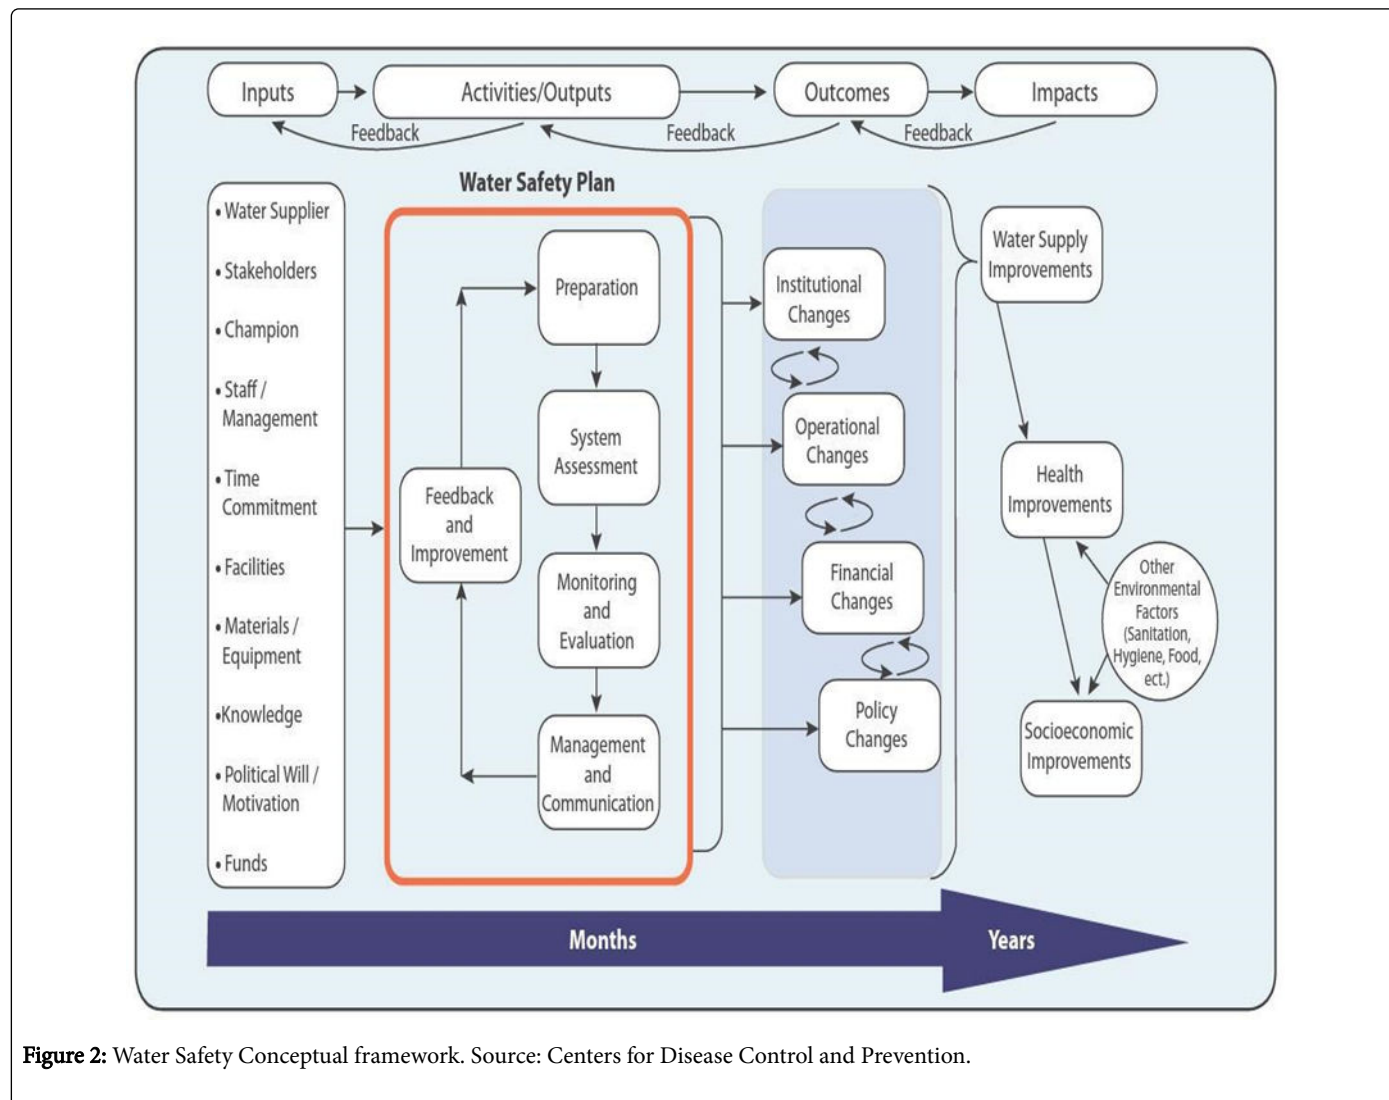 Inputs
Activities/Outputs
Outcomes
Impacts
Feedback
Feedback
Feedback
Water Safety Plan
• Water Supplier
• Stakeholders
• Champion
• Staff /
Management
• Time
Commitment
• Facilities
• Materials /
Equipment
•Knowledge
• Political Will /
Motivation
• Funds
Preparation
System
Assessment
Monitoring
and
Evaluation
Management
and
Communication
Feedback
and
Improvement
Institutional
Changes
Operational
Changes
Financial
Changes
Policy
Changes
Water Supply
Improvements
Health
Improvements
Other
Environmental
Factors
(Sanitation,
Hygiene, Food,
ect.)
Socioeconomic
Improvements
Months
Years
Figure 2: Water Safety Conceptual framework. Source: Centers for Disease Control and Prevention.